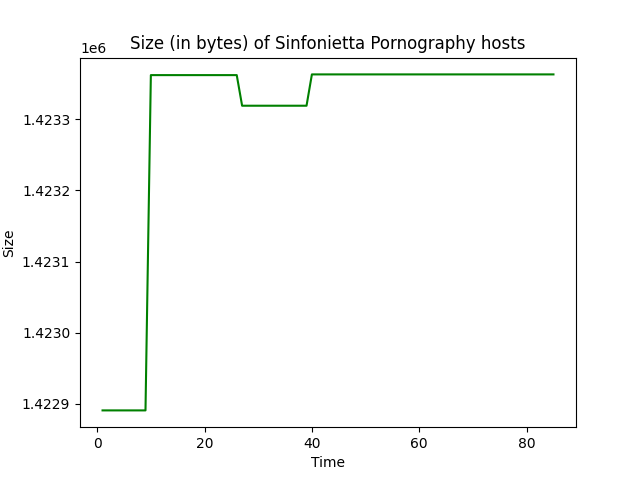 Size (in bytes) of Sinfonietta Pornography hosts
1e6
1.4233
1.4232
1.4231
1.4230
1.4229
Size
0 20 40 60 80
Time